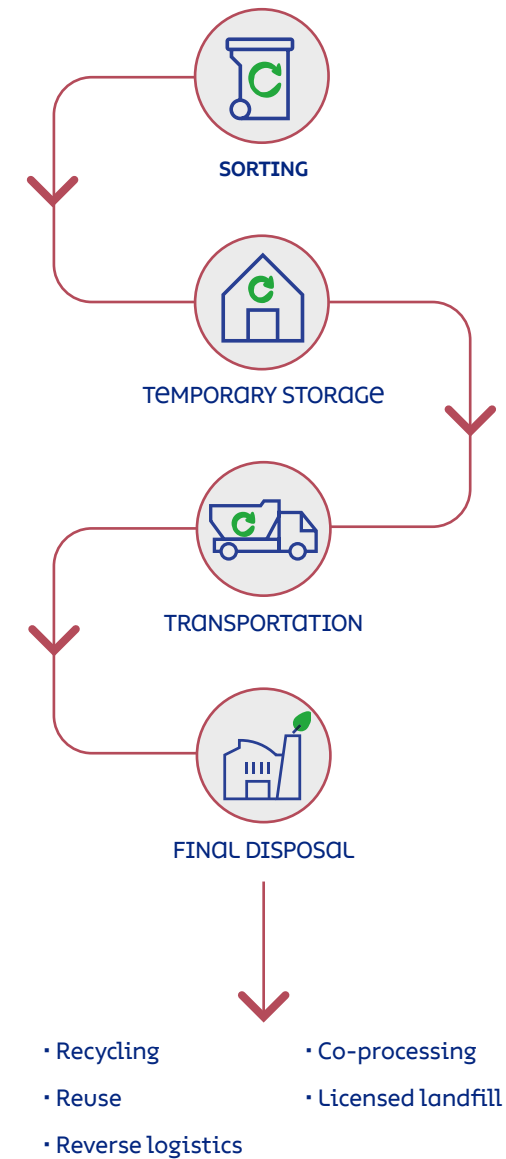 SORTING
TEMPORARY STORAGE
TRANSPORTATION
FINAL DISPOSAL
· Recycling
· Reuse
· Reverse logistics
· Co-processing
· Licensed landfill